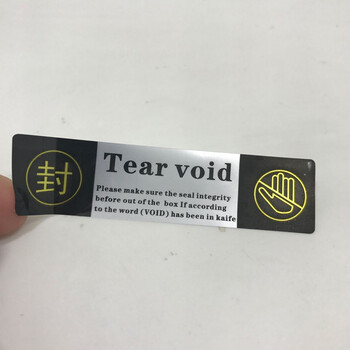 封
Tear void
Please make sure the seal integrity
before out of the box If according
to the word (VOID) has been in kaife